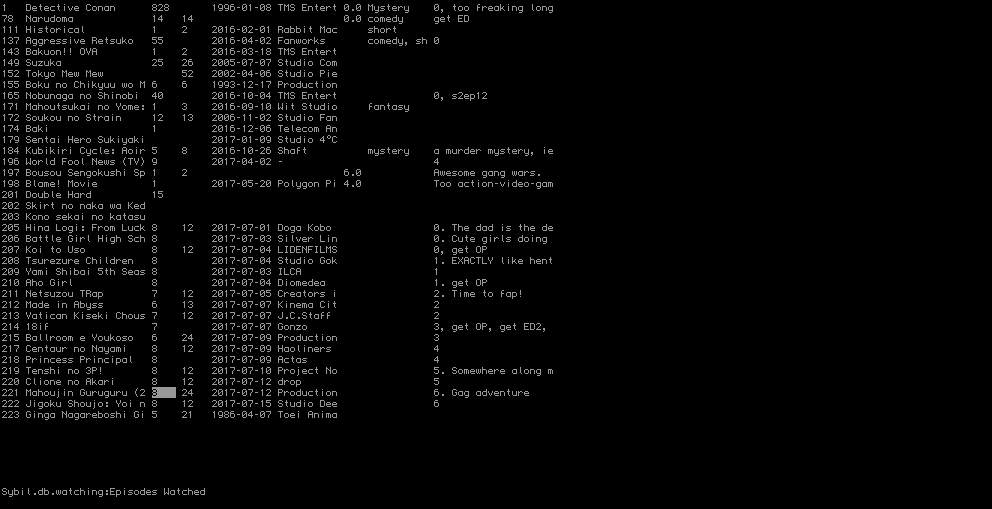 1 Detective Conan 828 1996-01-08 TMS Entert 0.0 Mystery 0, too freaking long
78 Narudoma 14 14 0.0 comedy get ED
111 Historical 1 2 2016-02-01 Rabbit Mac short
137 Aggressive Retsuko 55 2016-04-02 Fanworks comedy, sh 0
143 Bakuon!! OVA 1 2 2016-03-18 TMS Entert
149 Suzuka 25 26 2005-07-07 Studio Com
152 Tokyo Mew Mew 52 2002-04-06 Studio Pie
155 Boku no Chikyuu wo M 6 6 1993-12-17 Production
165 Nobunaga no Shinobi 40 2016-10-04 TMS Entert 0, s2ep12
171 Mahoutsukai no Yome: 1 3 2016-09-10 Wit Studio fantasy
172 Soukou no Strain 12 13 2006-11-02 Studio Fan
174 Baki 1 2016-12-06 Telecom An
179 Sentai Hero Sukiyaki 2017-01-09 Studio 4°C
184 Kubikiri Cycle: Aoir 5 8 2016-10-26 Shaft mystery a murder mystery, ie
196 World Fool News (TV) 9 2017-04-02 - 4
197 Bousou Sengokushi Sp 1 2 6.0 Awesome gang wars.
198 Blame! Movie 1 2017-05-20 Polygon Pi 4.0 Too action-video-gam
201 Double Hard 15
202 Skirt no naka wa Ked
203 Kono sekai no katasu
205 Hina Logi: From Luck 8 12 2017-07-01 Doga Kobo 0. The dad is the de
206 Battle Girl High Sch 8 2017-07-03 Silver Lin 0. Cute girls doing
207 Koi to Uso 8 12 2017-07-04 LIDENFILMS 0, get OP
208 Tsurezure Children 8 2017-07-04 Studio Gok 1. EXACTLY like hent
209 Yami Shibai 5th Seas 8 2017-07-03 ILCA 1
210 Aho Girl 8 2017-07-04 Diomedea 1. get OP
211 Netsuzou TRap 7 12 2017-07-05 Creators i 2. Time to fap!
212 Made in Abyss 6 13 2017-07-07 Kinema Cit 2
213 Vatican Kiseki Chous 7 12 2017-07-07 J.C.Staff 2
214 18if 7 2017-07-07 Gonzo 3, get OP, get ED2,
215 Ballroom e Youkoso 6 24 2017-07-09 Production 3
217 Centaur no Nayami 8 12 2017-07-09 Haoliners 4
218 Princess Principal 8 2017-07-09 Actas 4
219 Tenshi no 3P! 8 12 2017-07-10 Project No 5. Somewhere along m
220 Clione no Akari 8 12 2017-07-12 drop 5
221 Mahoujin Guruguru (2 8 24 2017-07-12 Production 6. Gag adventure
222 Jigoku Shoujo: Yoi n 8 12 2017-07-15 Studio Dee 6
223 Ginga Nagareboshi Gi 5 21 1986-04-07 Toei Anima
Sybil.db.watching:Episodes Watched